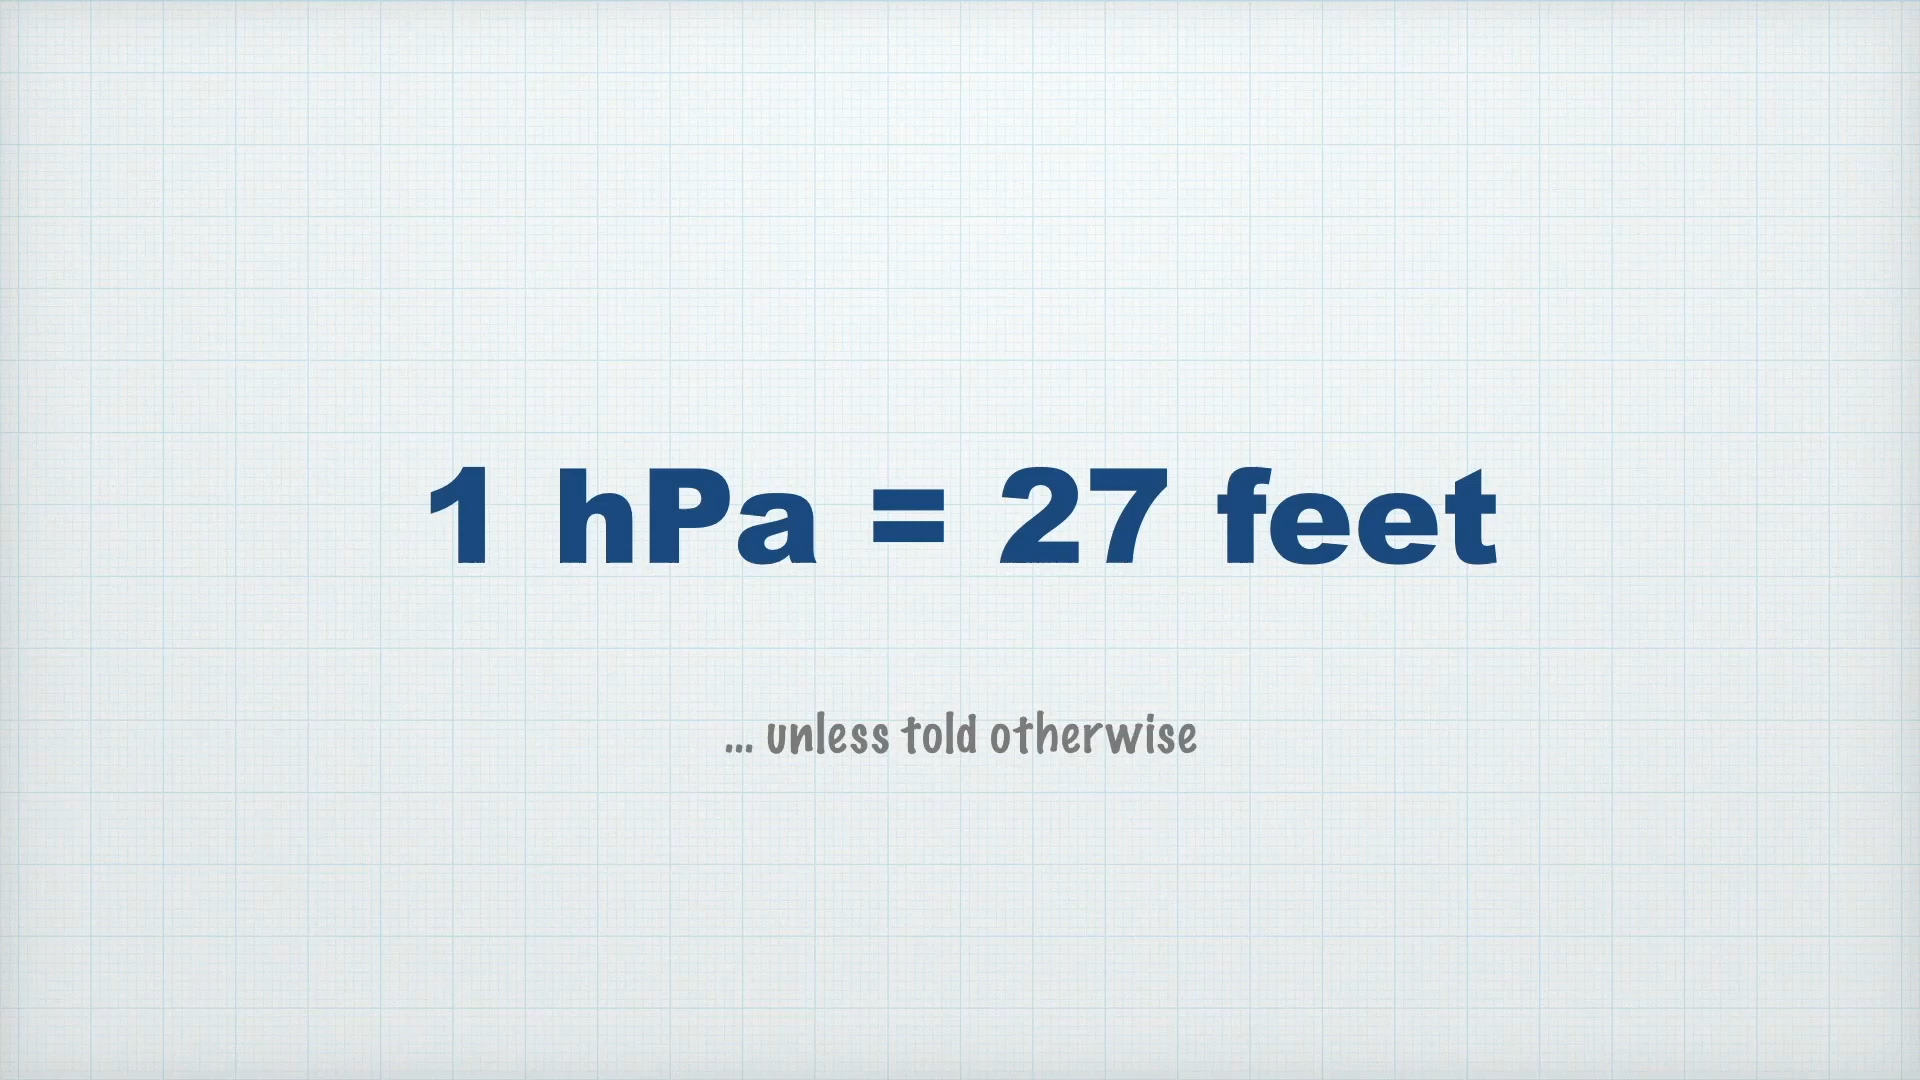 1 hPa = 27 feet
... unless told otherwise